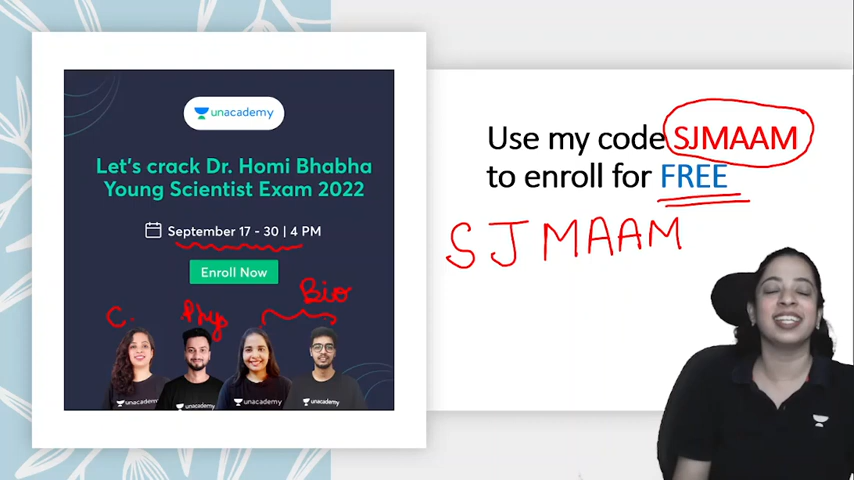 unacademy
Let's crack Dr. Homi Bhabha
Young Scientist Exam 2022
September 17 - 30 | 4 PM
Enroll Now
C. Phy Bio
unacademy unacademy unacademy unacademy
Use my code SJMAAM
to enroll for FREE
SJMAAM